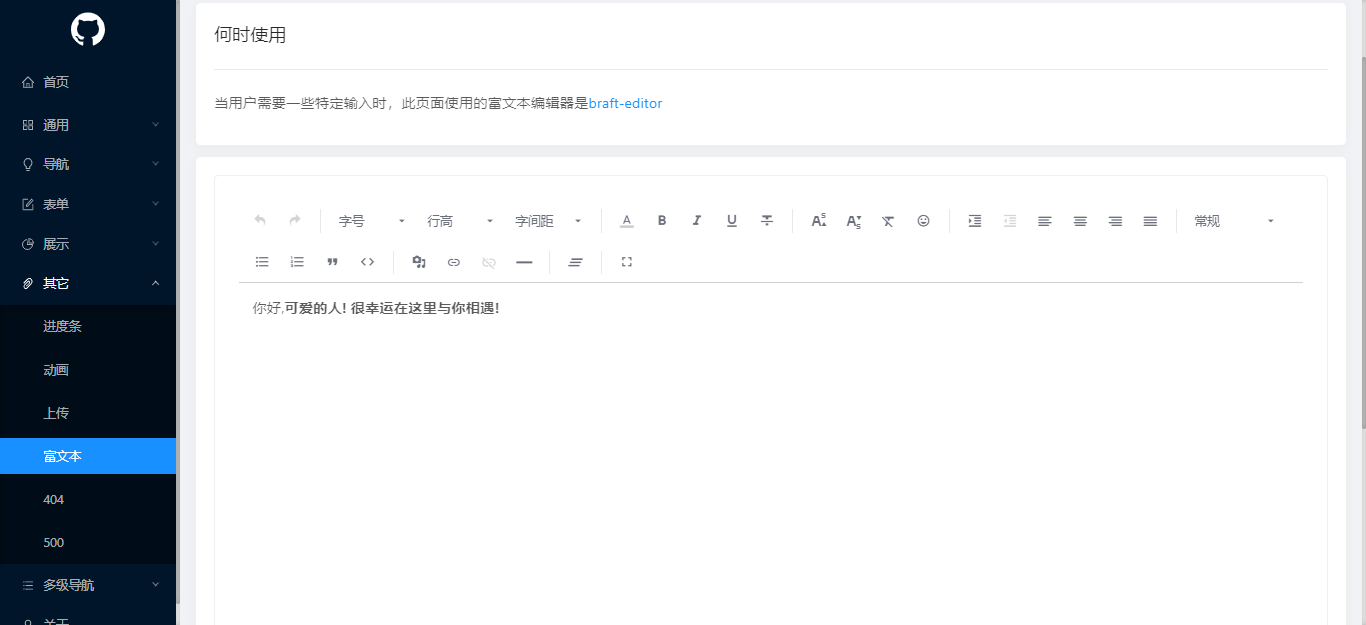 何时使用
当用户需要一些特定输入时，此页面使用的富文本编辑器是braft-editor
首页
通用
导航
表单
展示
其它
进度条
动画
上传
富文本
404
500
多级导航
关于
字号 行高 字间距 常规
你好,可爱的人! 很幸运在这里与你相遇!